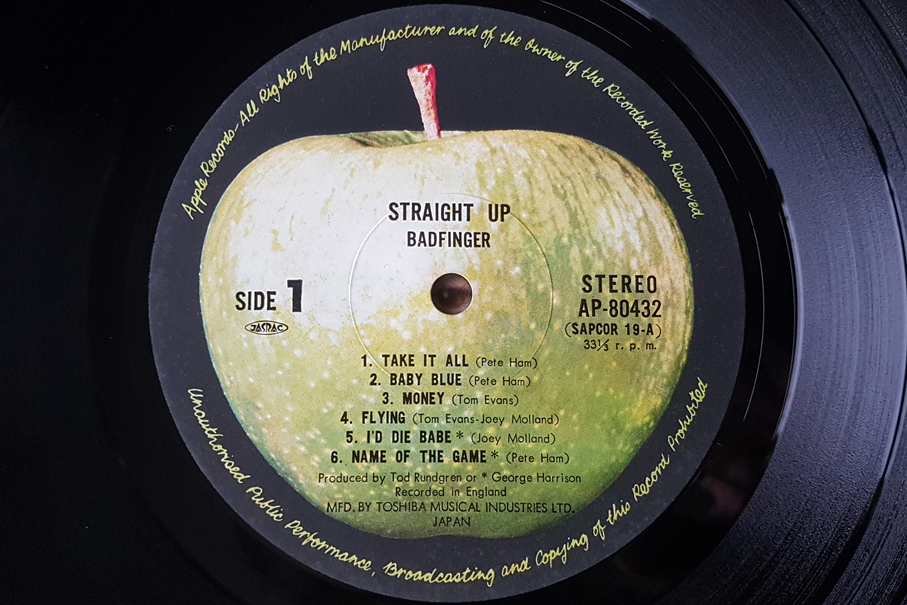 Apple Records-All Rights of the Manufacturer and of the Owner of the Recorded Work Reserved
STRAIGHT UP
BADFINGER
SIDE 1
JASRAC
STEREO
AP-80432
(SAPCOR 19-A)
33⅓ r. p. m.
1. TAKE IT ALL (Pete Ham)
2. BABY BLUE (Pete Ham)
3. MONEY (Tom Evans)
4. FLYING (Tom Evans-Joey Molland)
5. I'D DIE BABE * (Joey Molland)
6. NAME OF THE GAME * (Pete Ham)
Produced by Tod Rundgren or * George Harrison
Recorded in England
MFD. BY TOSHIBA MUSICAL INDUSTRIES LTD.
JAPAN
Unauthorised Public Performance, Broadcasting and Copying of this Record Prohibited